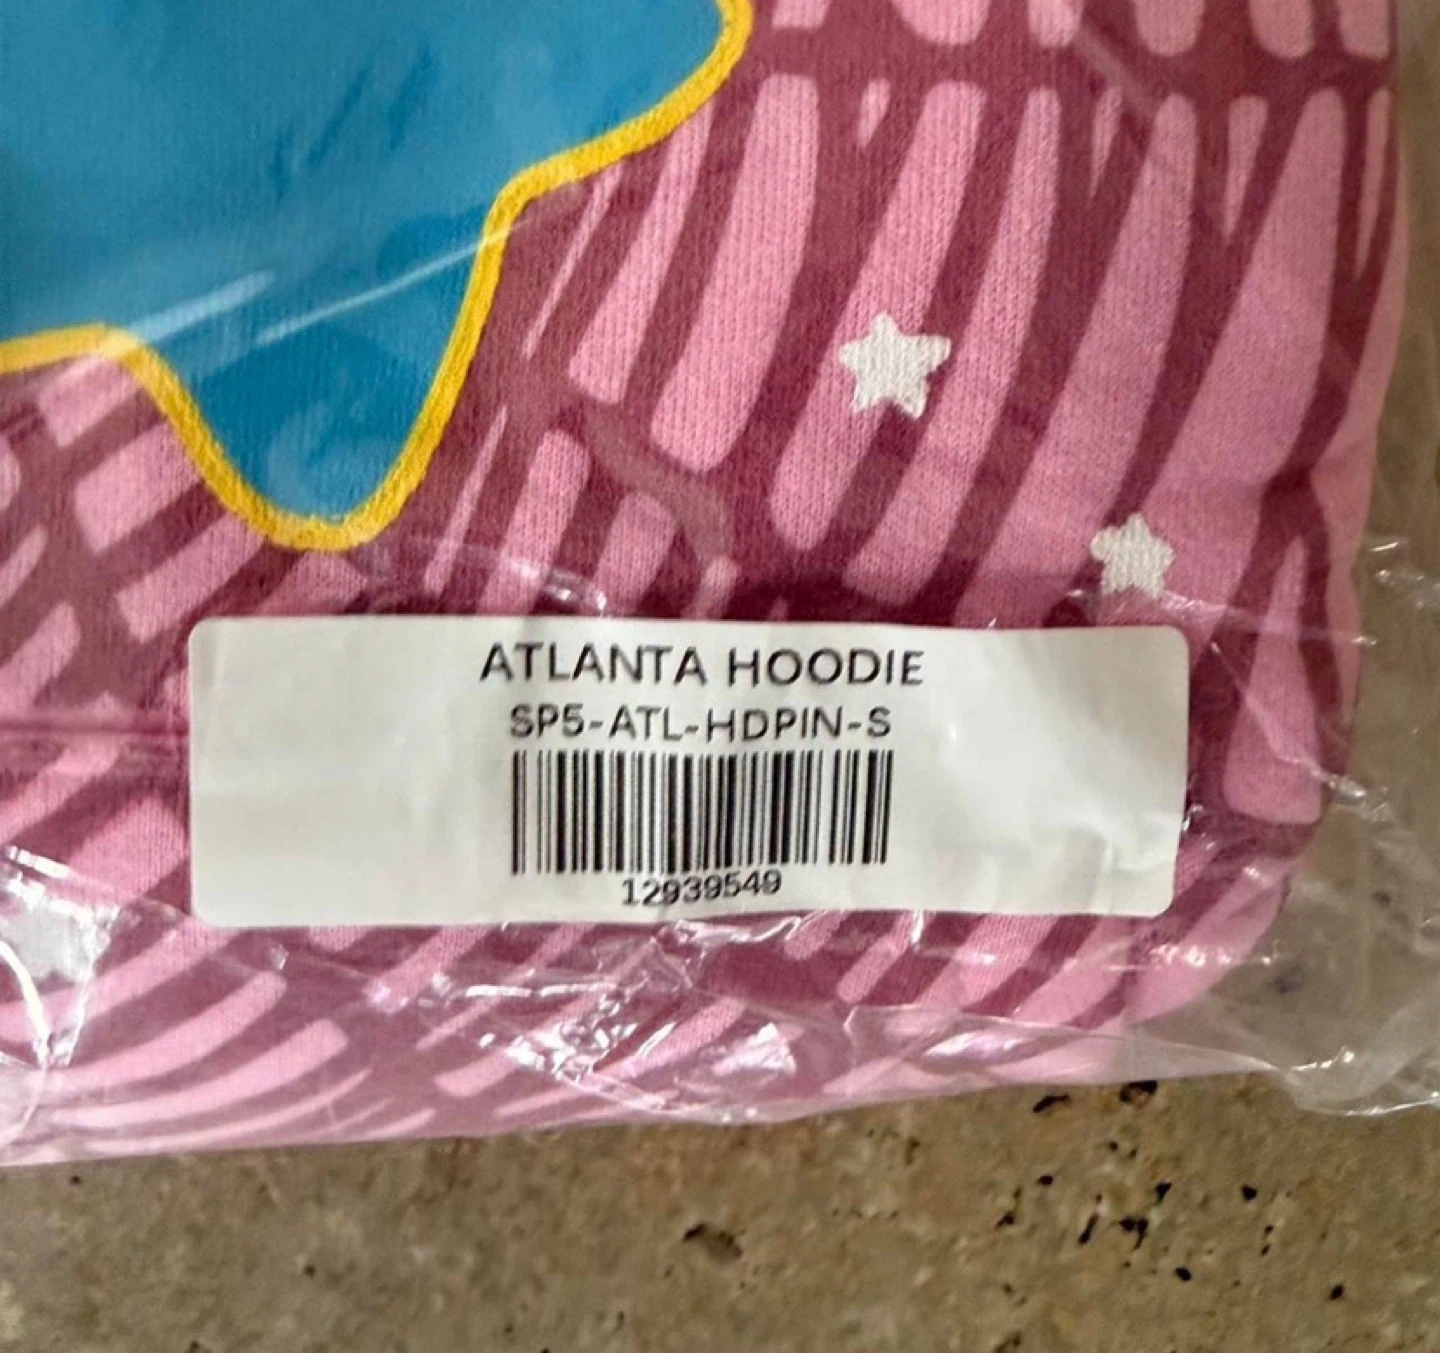 ATLANTA HOODIE
SP5-ATL-HDPIN-S
12939549